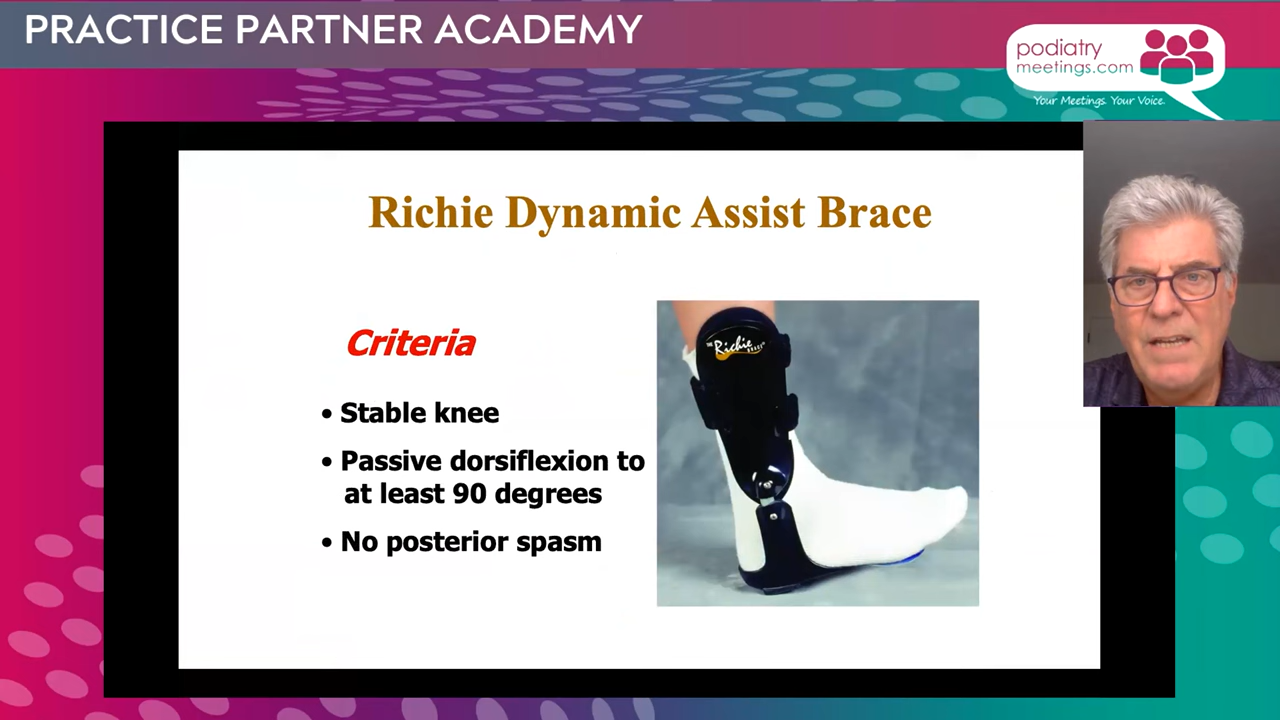 PRACTICE PARTNER ACADEMY
podiatry
meetings.com
Your Meetings. Your Voice.
Richie Dynamic Assist Brace
Criteria
• Stable knee
• Passive dorsiflexion to
at least 90 degrees
• No posterior spasm
THE Richie BRACE